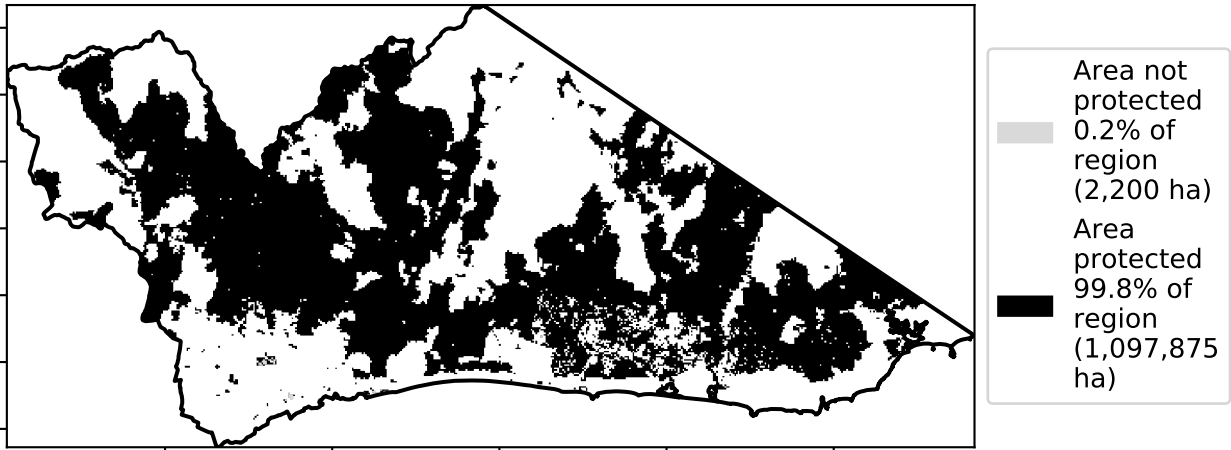 Area not
protected
0.2% of
region
(2,200 ha)
Area
protected
99.8% of
region
(1,097,875
ha)